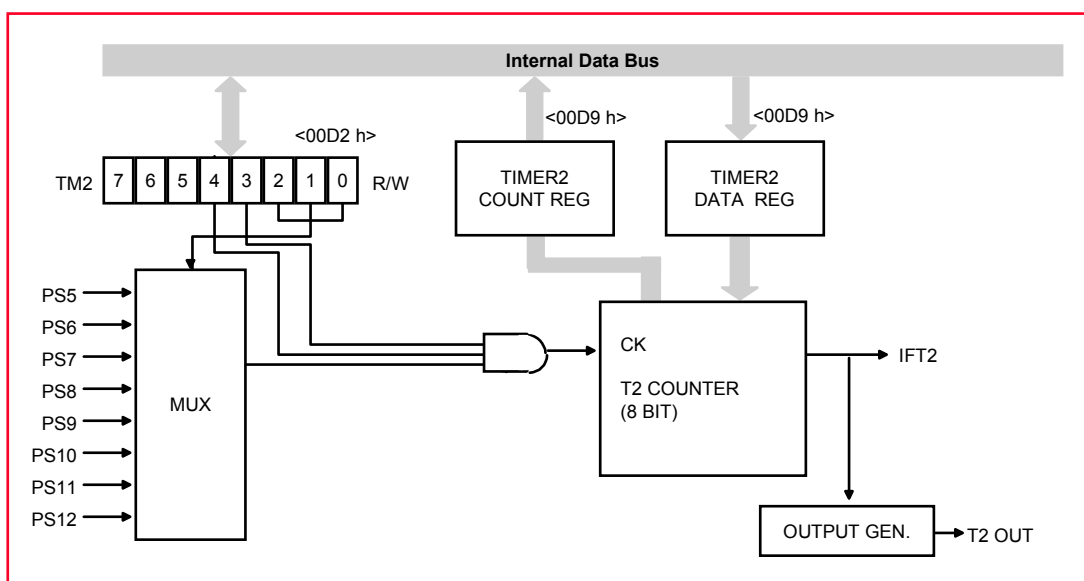 Internal Data Bus
<00D2 h>
<00D9 h>
<00D9 h>
TM2 7 6 5 4 3 2 1 0 R/W
TIMER2
COUNT REG
TIMER2
DATA REG
PS5
PS6
PS7
PS8
PS9
PS10
PS11
PS12
MUX
CK
T2 COUNTER
(8 BIT)
IFT2
OUTPUT GEN.
T2 OUT